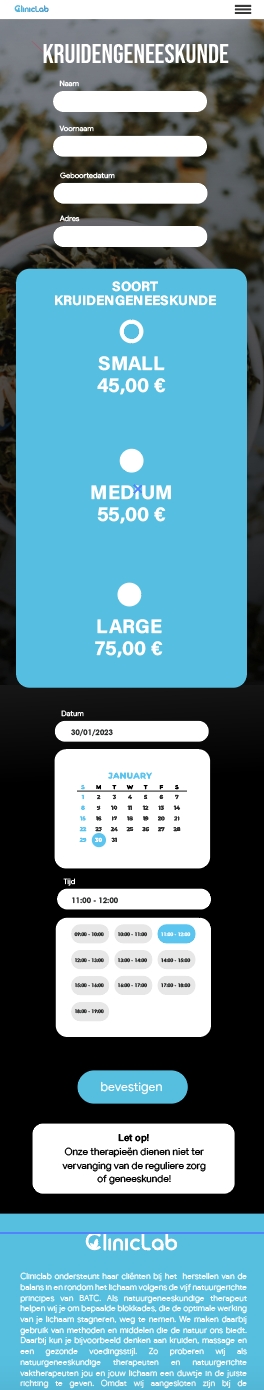 CliniclaB
KRUIDENGENEESKUNDE
Naam
Voornaam
Geboortedatum
Adres
SOORT
KRUIDENGENEESKUNDE
SMALL
45,00 €
MEDIUM
55,00 €
LARGE
75,00 €
Datum
30/01/2023
JANUARY
S M T W T F S
1 2 3 4 5 6 7
8 9 10 11 12 13 14
15 16 17 18 19 20 21
22 23 24 25 26 27 28
29 30 31
Tijd
11:00 - 12:00
09:00 - 10:00 10:00 - 11:00 11:00 - 12:00
12:00 - 13:00 13:00 - 14:00 14:00 - 15:00
15:00 - 16:00 16:00 - 17:00 17:00 - 18:00
18:00 - 19:00
bevestigen
Let op!
Onze therapieën dienen niet ter
vervanging van de reguliere zorg
of geneeskunde!
CliniclaB
Cliniclab ondersteunt haar cliënten bij het herstellen van de
balans in en rondom het lichaam volgens de vijf natuurgerichte
principes van BATC. Als natuurgeneeskundige therapeut
helpen wij je om bepaalde blokkades, die de optimale werking
van je lichaam stagneren, weg te nemen. We maken daarbij
gebruik van methoden en middelen die de natuur ons biedt.
Daarbij kun je bijvoorbeeld denken aan kruiden, massage en
een gezonde voedingsstijl. Zo proberen wij als
natuurgeneeskundige therapeuten en natuurgerichte
vaktherapeuten jou en jouw lichaam een duwtje in de juiste
richting te geven. Omdat wij aangesloten zijn bij de